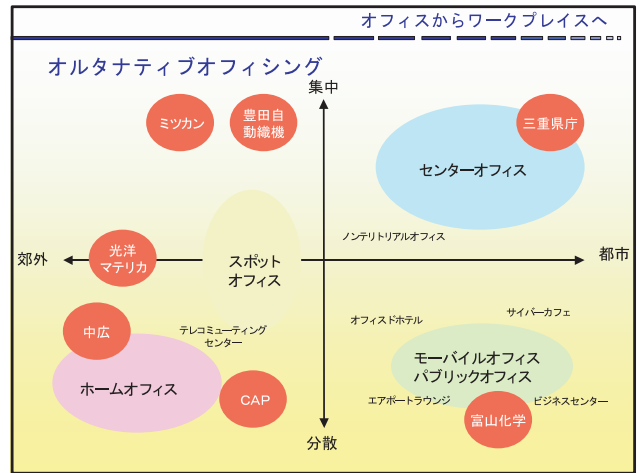 オフィスからワークプレイスへ
オルタナティブオフィシング
集中
ミツカン
豊田自
動織機
三重県庁
センターオフィス
ノンテリトリアルオフィス
郊外
光洋
マテリカ
スポット
オフィス
都市
中広
テレコミューティング
センター
オフィスドホテル
サイバーカフェ
モーバイルオフィス
パブリックオフィス
ホームオフィス
CAP
エアポートラウンジ
ビジネスセンター
富山化学
分散